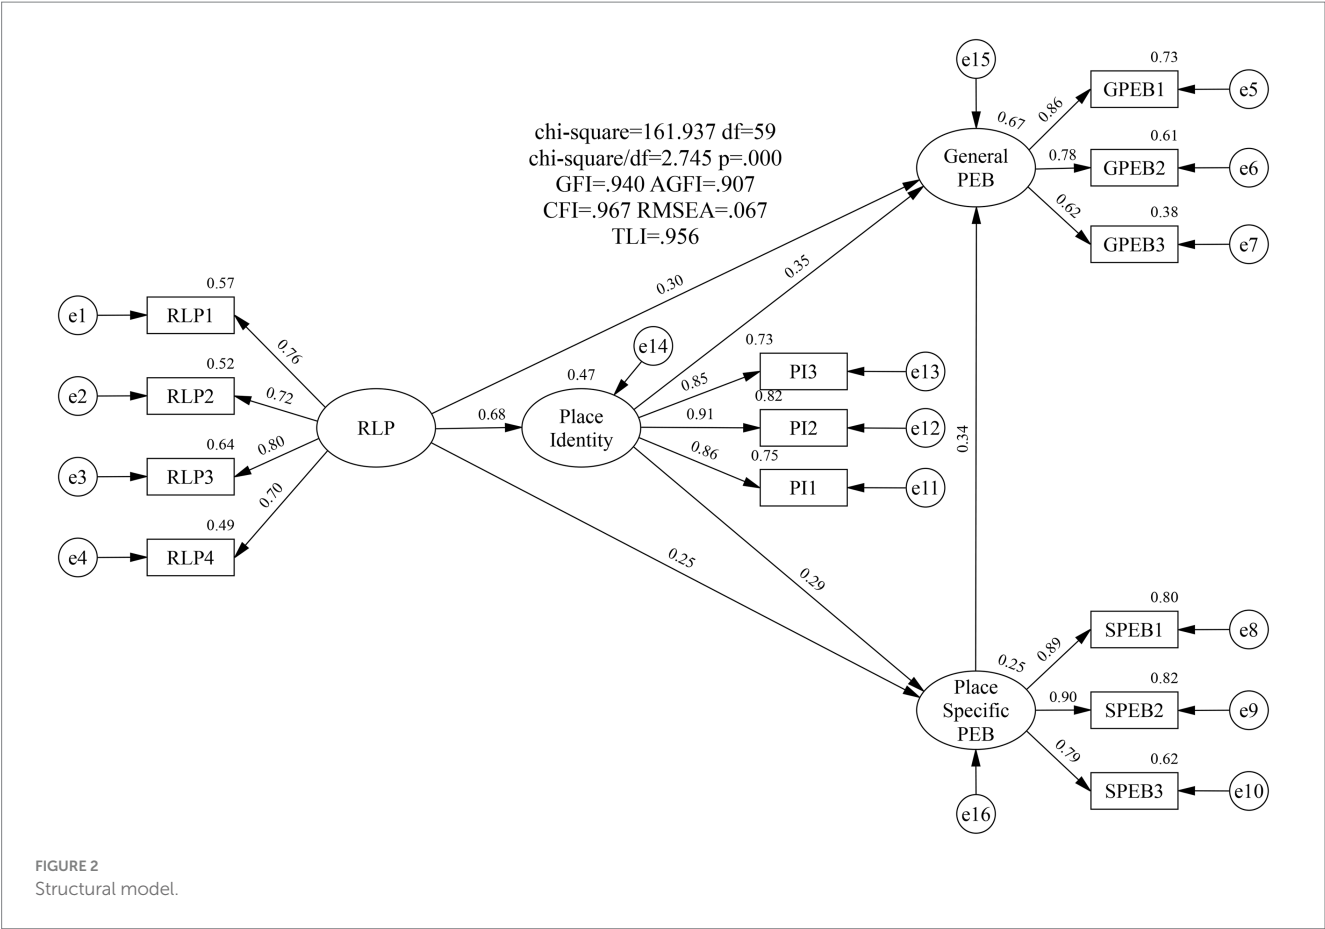 e15
0.73
GPEB1
e5
0.67
0.86
chi-square=161.937 df=59
chi-square/df=2.745 p=.000
GFI=.940 AGFI=.907
CFI=.967 RMSEA=.067
TLI=.956
General
PEB
0.78
0.61
GPEB2
e6
0.62
0.38
GPEB3
e7
0.30
0.35
0.57
e1
RLP1
0.76
0.52
e2
RLP2
0.72
0.64
e3
RLP3
0.80
0.49
e4
RLP4
0.70
RLP
0.68
e14
0.47
Place
Identity
0.73
0.85
PI3
e13
0.82
0.91
PI2
e12
0.75
0.86
PI1
e11
0.34
0.25
0.29
0.80
SPEB1
e8
0.25
0.89
Place
Specific
PEB
0.82
0.90
SPEB2
e9
0.62
0.79
SPEB3
e10
e16
FIGURE 2
Structural model.